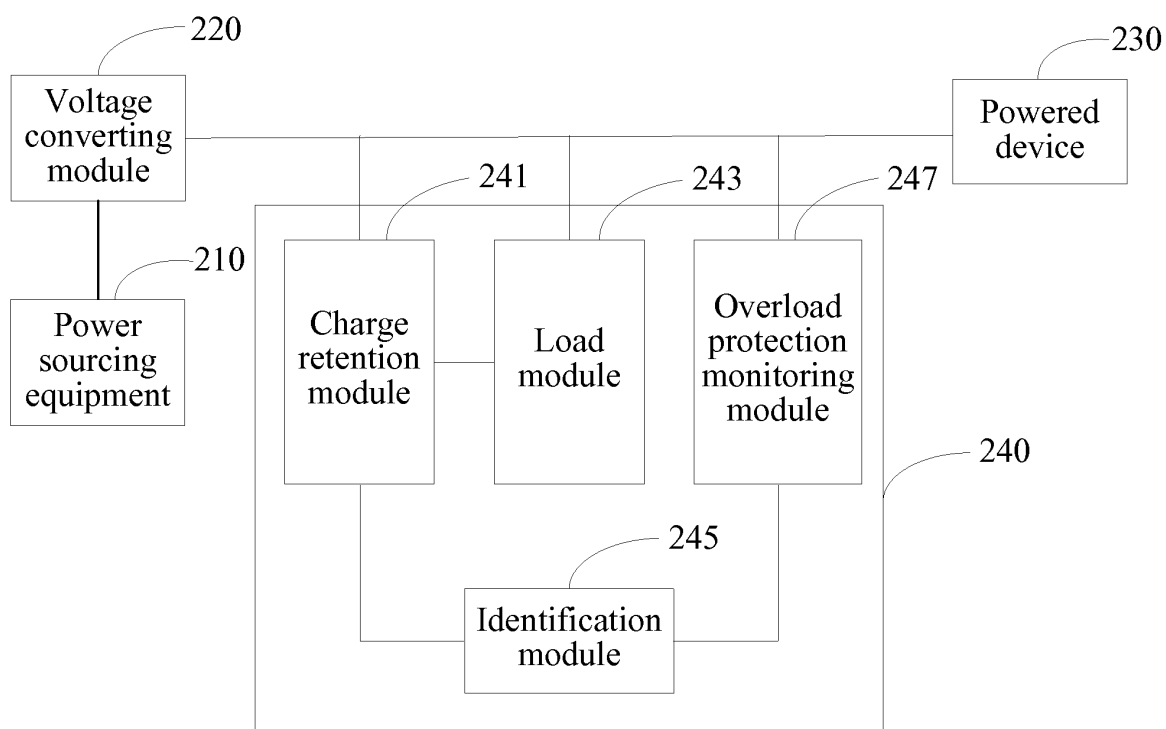 220
230
Voltage
converting
module
Powered
device
241
243
247
210
Power
sourcing
equipment
Charge
retention
module
Load
module
Overload
protection
monitoring
module
240
245
Identification
module